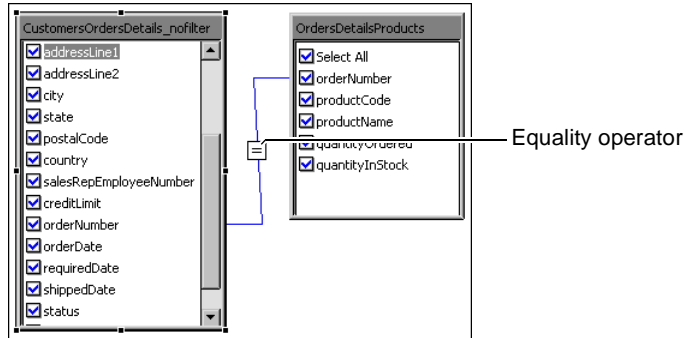 CustomersOrdersDetails_nofilter
addressLine1
addressLine2
city
state
postalCode
country
salesRepEmployeeNumber
creditLimit
orderNumber
orderDate
requiredDate
shippedDate
status
OrdersDetailsProducts
Select All
orderNumber
productCode
productName
quantityOrdered
quantityInStock
=
Equality operator